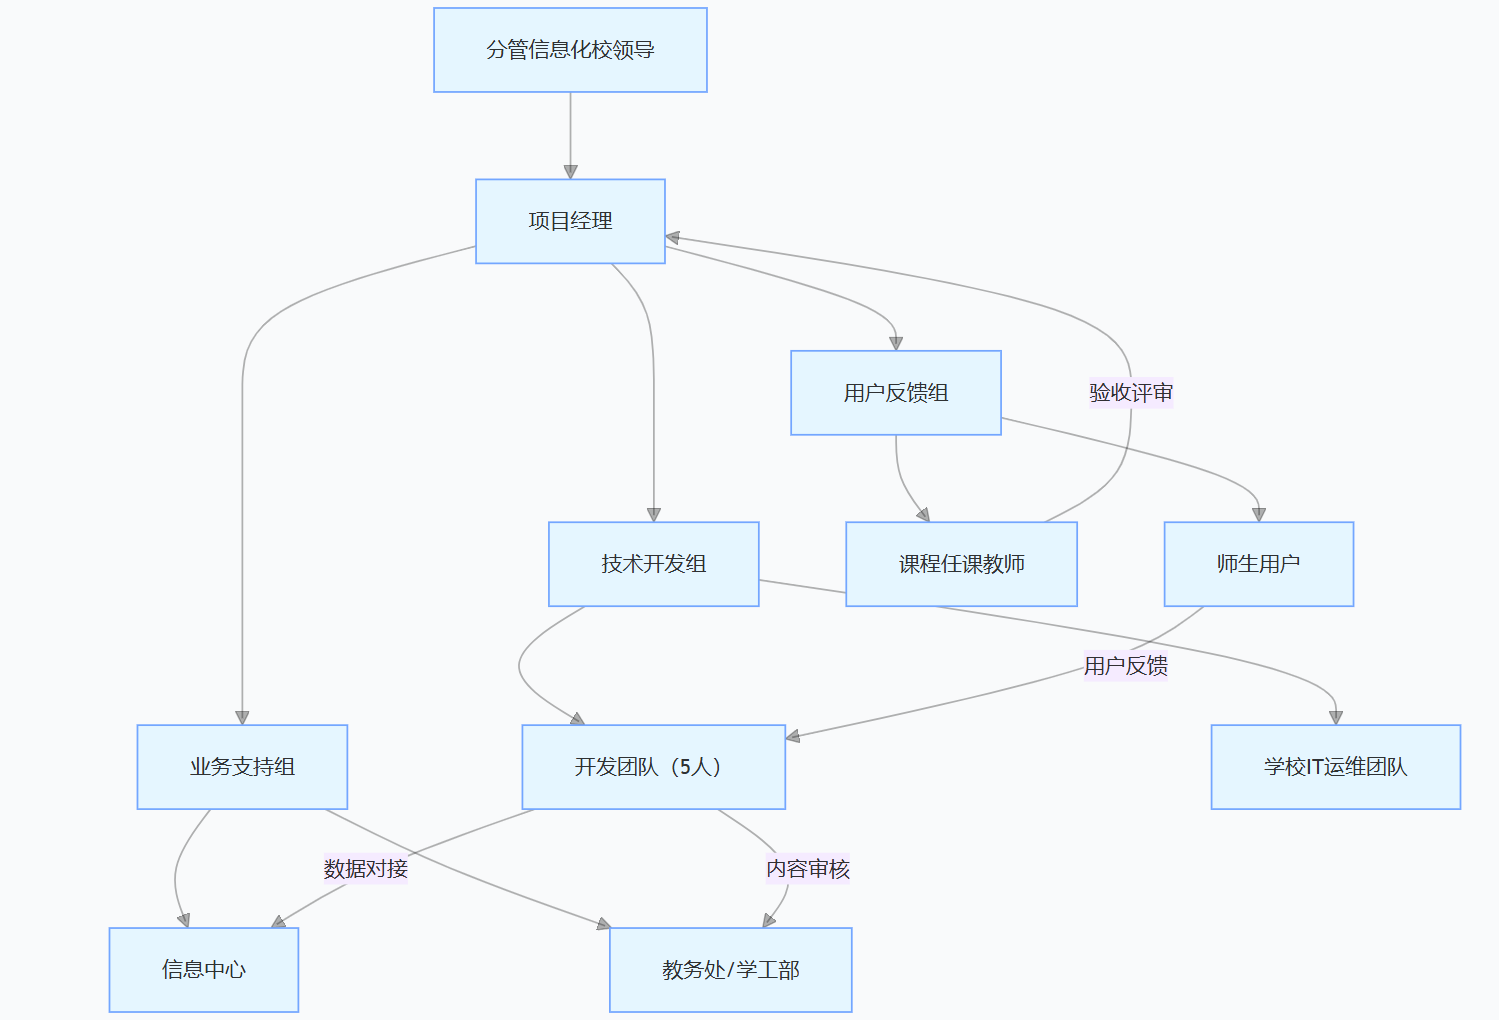 分管信息化校领导
项目经理
用户反馈组
验收评审
技术开发组
课程任课教师
师生用户
用户反馈
业务支持组
开发团队（5人）
学校IT运维团队
数据对接
内容审核
信息中心
教务处/学工部